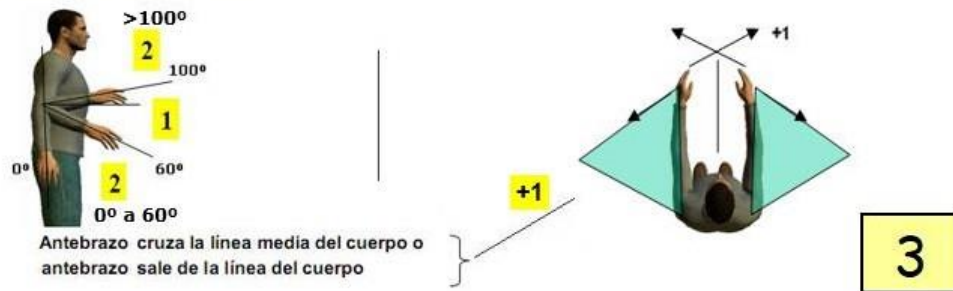 >100º
2
100º
1
0º
60º
2
0º a 60º
+1
+1
Antebrazo cruza la línea media del cuerpo o
antebrazo sale de la línea del cuerpo
3